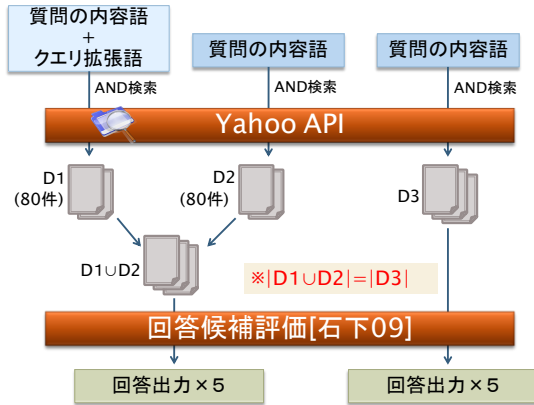 質問の内容語
+
クエリ拡張語
質問の内容語
質問の内容語
AND検索
AND検索
AND検索
Yahoo API
D1
(80件)
D2
(80件)
D3
D1∪D2
※|D1∪D2|=|D3|
回答候補評価[石下09]
回答出力×5
回答出力×5